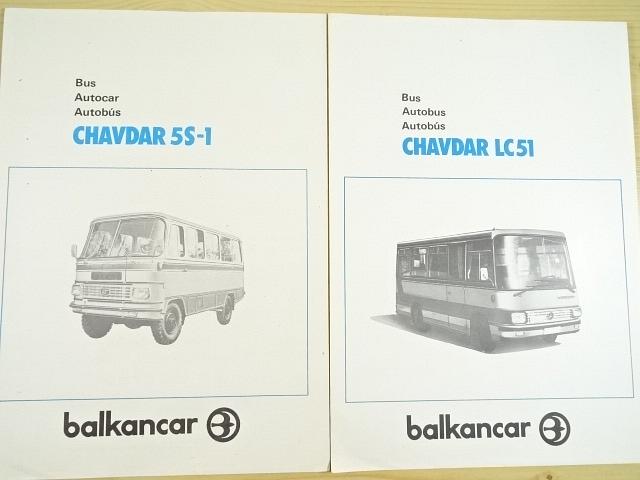 Bus
Autocar
Autobús
CHAVDAR 5S-1
balkancar
Bus
Autobus
Autobús
CHAVDAR LC51
balkancar